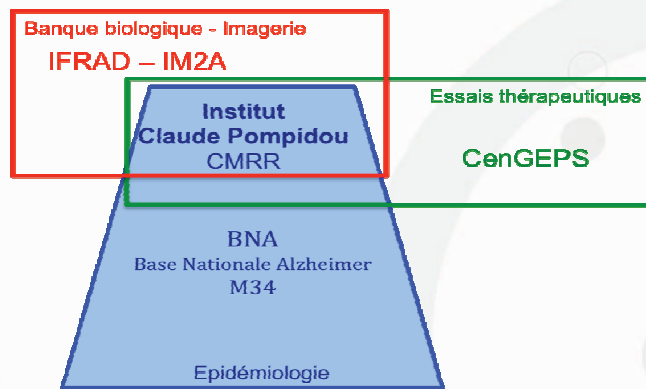 Banque biologique - Imagerie
IFRAD – IM2A
Essais thérapeutiques
CenGEPS
Institut
Claude Pompidou
CMRR
BNA
Base Nationale Alzheimer
M34
Epidémiologie